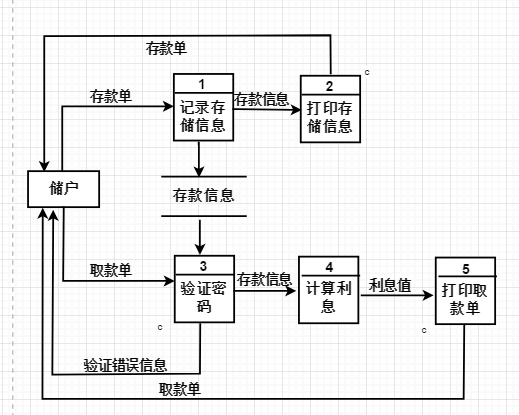 存款单
存款单
1
记录存
储信息
存款信息
2
打印存
储信息
c
储户
存款信息
取款单
3
验证密
码
c
存款信息
4
计算利
息
利息值
5
打印取
款单
c
验证错误信息
取款单